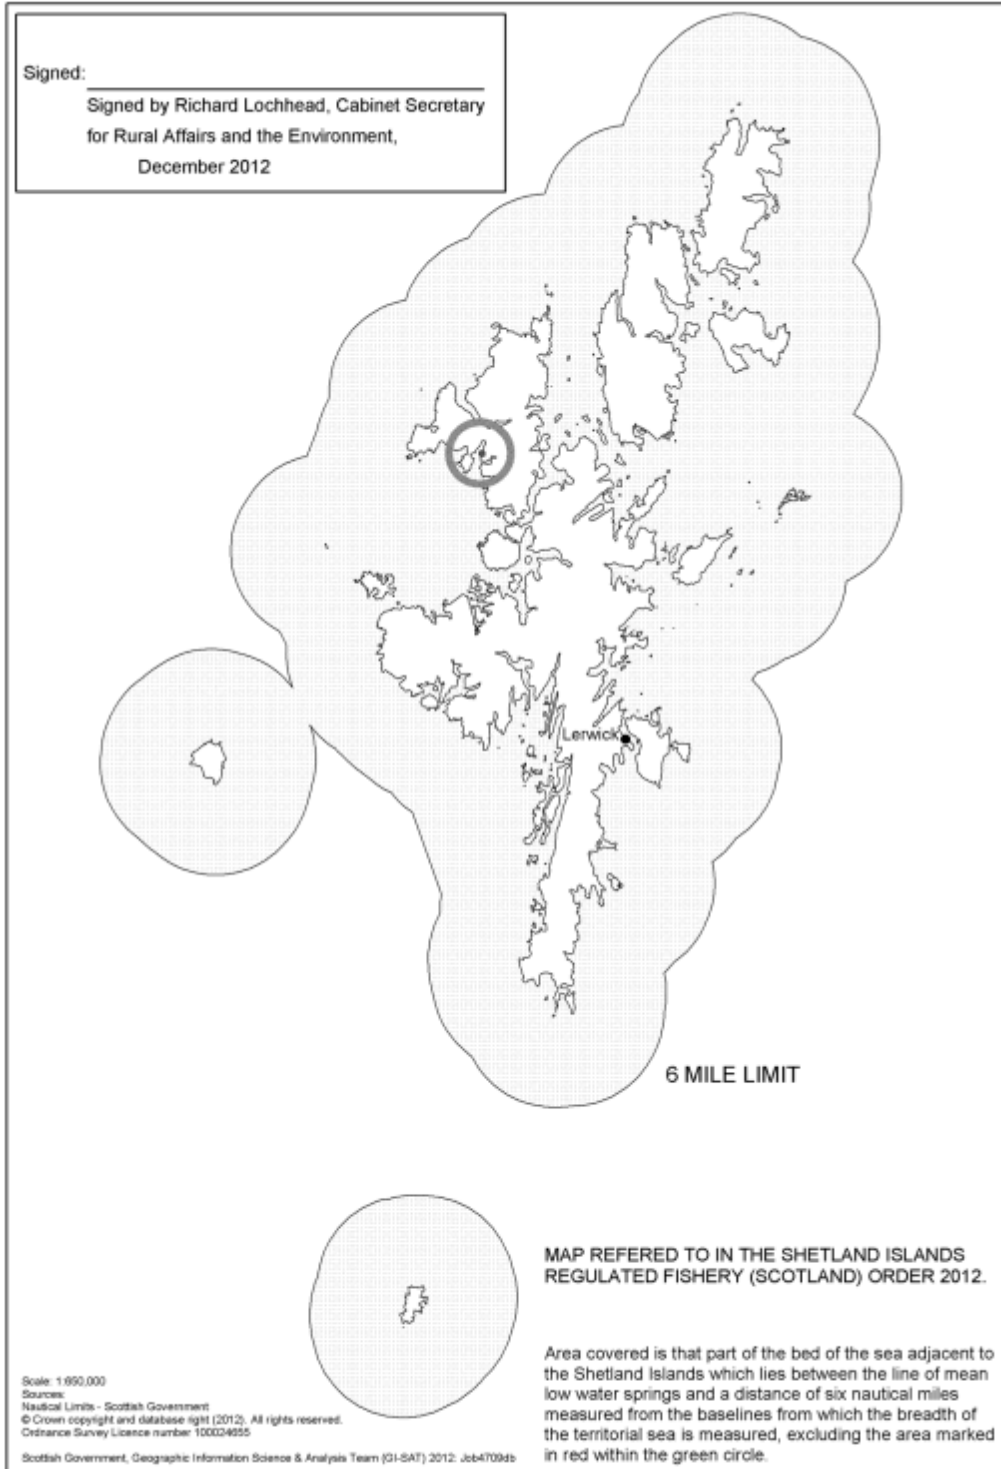 Signed:
Signed by Richard Lochhead, Cabinet Secretary
for Rural Affairs and the Environment,
December 2012
Lerwick
6 MILE LIMIT
MAP REFERED TO IN THE SHETLAND ISLANDS
REGULATED FISHERY (SCOTLAND) ORDER 2012.
Area covered is that part of the bed of the sea adjacent to
the Shetland Islands which lies between the line of mean
low water springs and a distance of six nautical miles
measured from the baselines from which the breadth of
the territorial sea is measured, excluding the area marked
in red within the green circle.
Scale: 1:650,000
Sources:
Nautical Limits - Scottish Government
© Crown copyright and database right (2012). All rights reserved.
Ordnance Survey Licence number 100024655
Scottish Government, Geographic Information Science & Analysis Team (GI-SAT) 2012: Job4709db